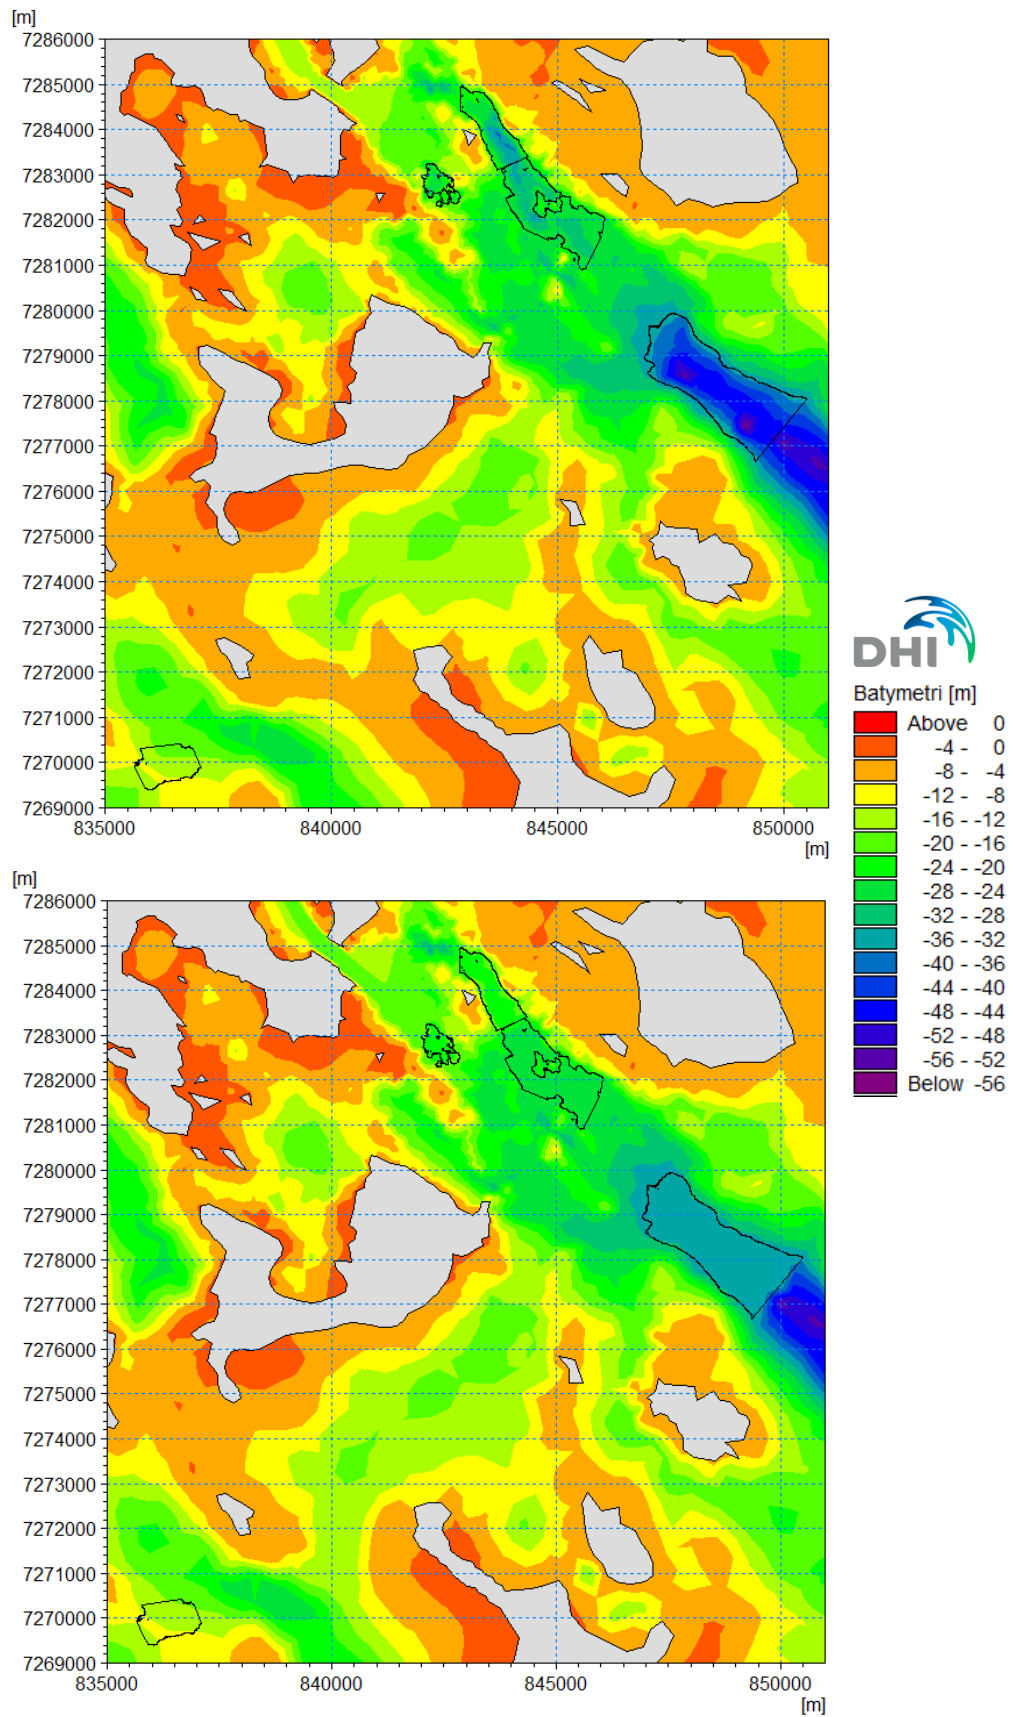 [m]
7286000
7285000
7284000
7283000
7282000
7281000
7280000
7279000
7278000
7277000
7276000
7275000
7274000
7273000
7272000
7271000
7270000
7269000
835000 840000 845000 850000
[m]
DHI
Batymetri [m]
Above 0
-4 - 0
-8 - -4
-12 - -8
-16 - -12
-20 - -16
-24 - -20
-28 - -24
-32 - -28
-36 - -32
-40 - -36
-44 - -40
-48 - -44
-52 - -48
-56 - -52
Below -56
[m]
7286000
7285000
7284000
7283000
7282000
7281000
7280000
7279000
7278000
7277000
7276000
7275000
7274000
7273000
7272000
7271000
7270000
7269000
835000 840000 845000 850000
[m]